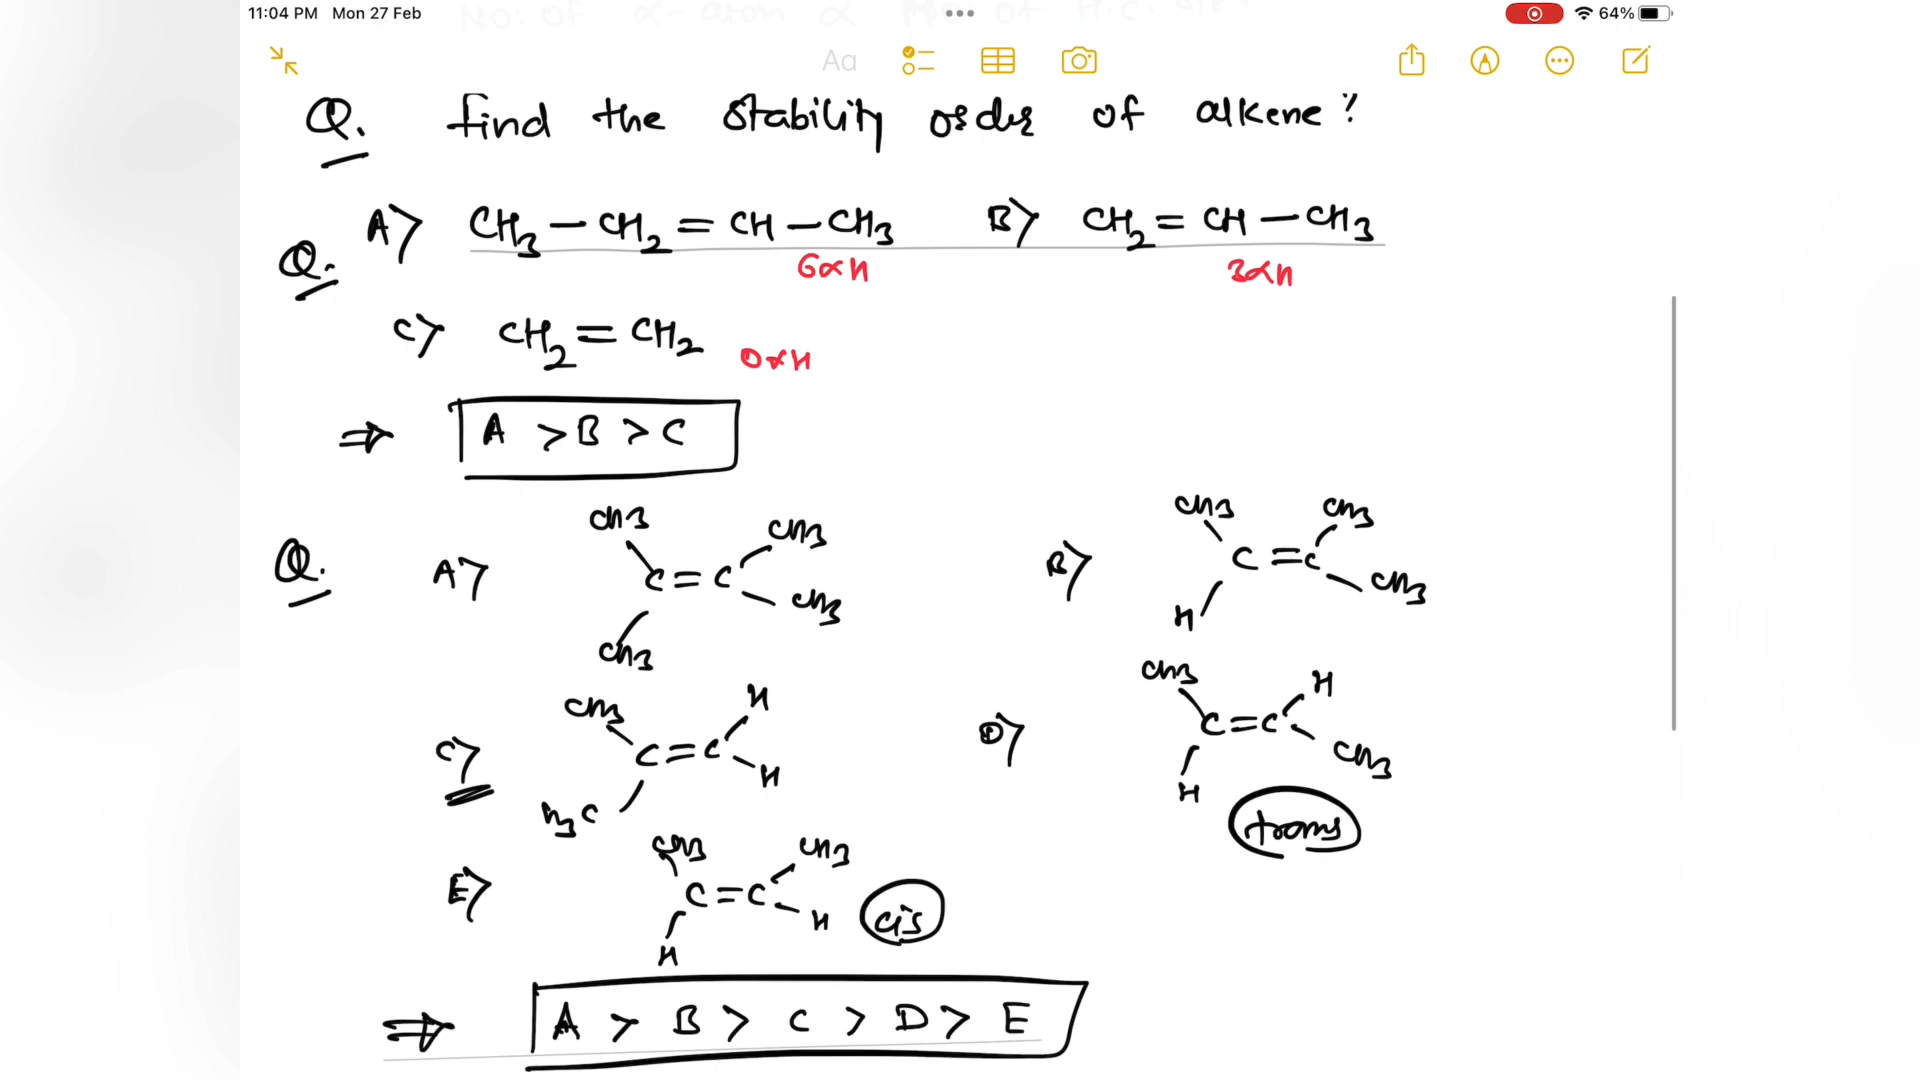 11:04 PM Mon 27 Feb
64%
Aa
Q. find the stability order of alkene?
Q. A> CH3 — CH2 = CH — CH3 B> CH2 = CH — CH3
6αH 3αH
C> CH2 = CH2 0αH
⇒ A > B > C
CH3 CH3 CH3 CH3
Q. A> C = C B> C = C
CH3 CH3 H CH3
CH3 H CH3 H
C> C = C D> C = C
H3C H H CH3
trans
CH3 CH3
E> C = C cis
H H
⇒ A > B > C > D > E